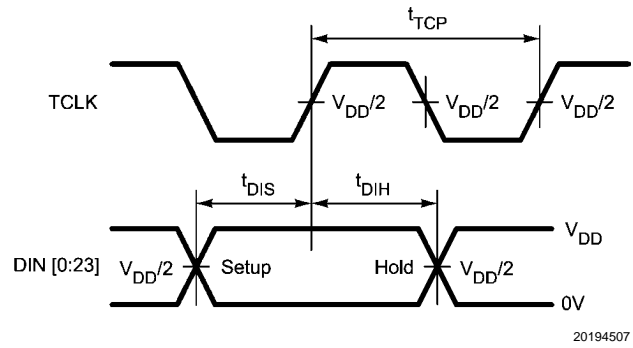 tTCP
TCLK
VDD/2 VDD/2 VDD/2
tDIS tDIH
VDD
DIN [0:23] VDD/2 Setup Hold VDD/2
0V
20194507